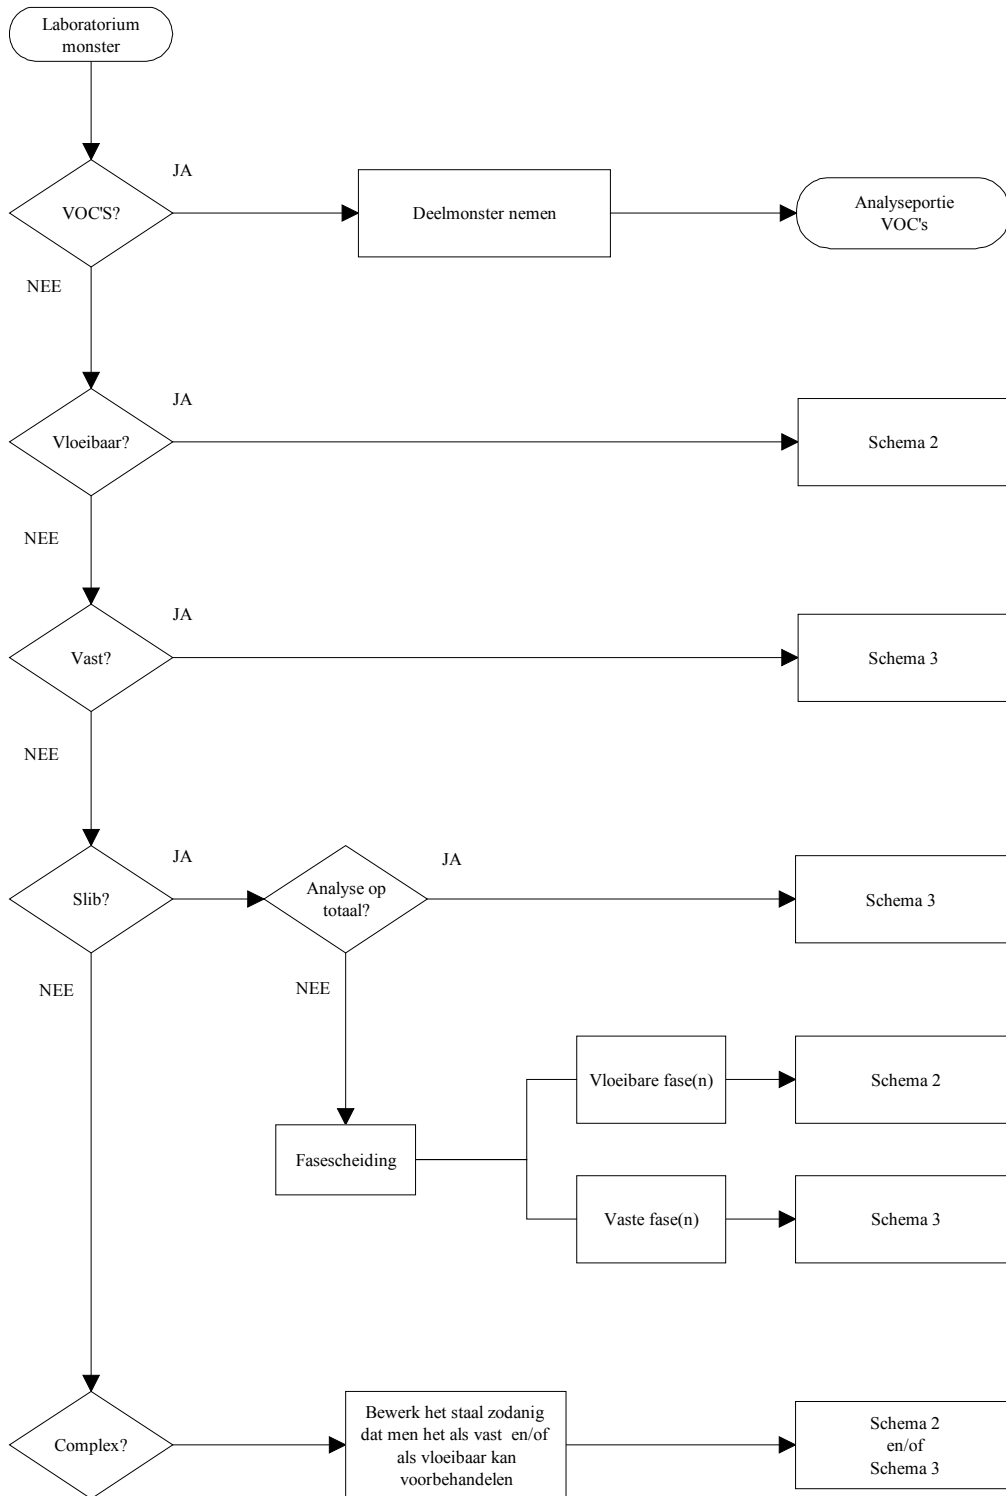 Laboratorium
monster
JA
VOC'S?
Deelmonster nemen
Analyseportie
VOC's
NEE
JA
Vloeibaar?
Schema 2
NEE
JA
Vast?
Schema 3
NEE
JA
Slib?
Analyse op
totaal?
JA
Schema 3
NEE
NEE
Vloeibare fase(n)
Schema 2
Fasescheiding
Vaste fase(n)
Schema 3
Complex?
Bewerk het staal zodanig
dat men het als vast en/of
als vloeibaar kan
voorbehandelen
Schema 2
en/of
Schema 3